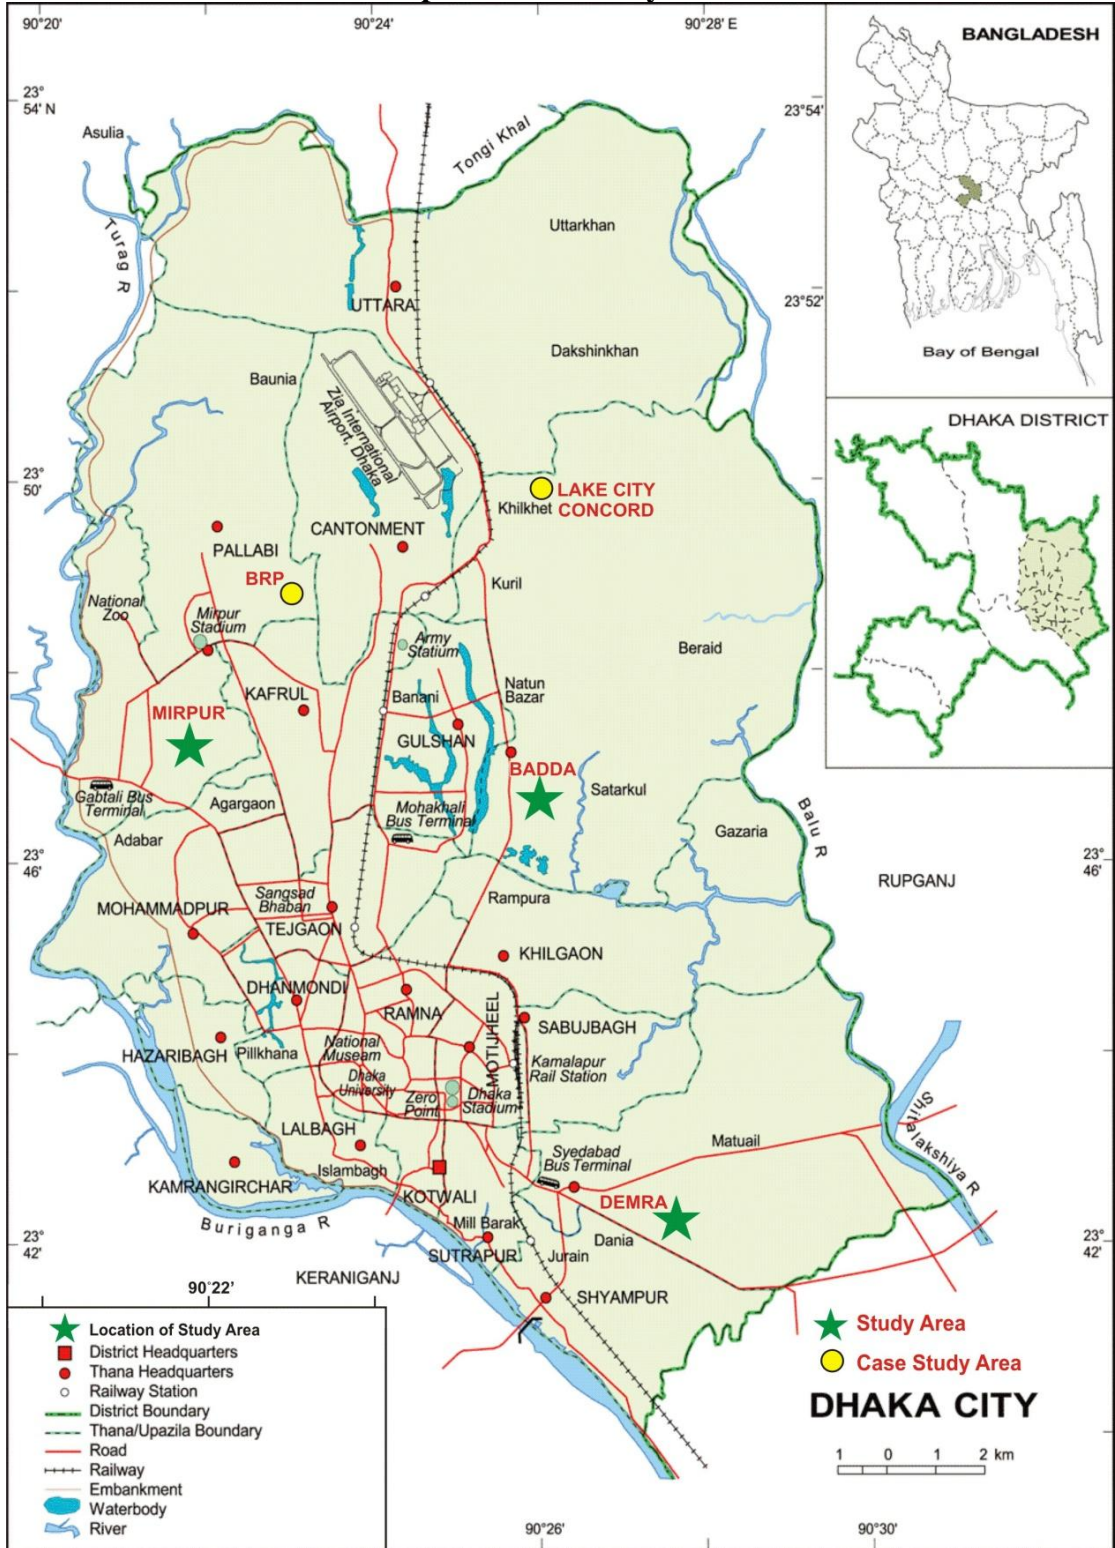 90°20'
90°24'
90°28' E
BANGLADESH
Bay of Bengal
DHAKA DISTRICT
23°
54' N
23°54'
Asulia
Tongi Khal
Turag R
Uttarkhan
23°52'
UTTARA
Dakshinkhan
Baunia
Zia International
Airport, Dhaka
23°
50'
LAKE CITY
CONCORD
Khilkhet
CANTONMENT
PALLABI
BRP
Kuril
National
Zoo
Mirpur
Stadium
Army
Statium
Beraid
Natun
Bazar
Banani
KAFRUL
MIRPUR
GULSHAN
BADDA
Satarkul
Gabtali Bus
Terminal
Agargaon
Mohakhali
Bus Terminal
Balu R
Gazaria
Adabar
23°
46'
23°
46'
RUPGANJ
Sangsad
Bhaban
Rampura
MOHAMMADPUR
TEJGAON
KHILGAON
DHANMONDI
RAMNA
MOTIJHEEL
SABUJBAGH
HAZARIBAGH
Pillkhana
National
Museam
Kamalapur
Rail Station
Dhaka
University
Zero
Point
Dhaka
Stadium
LALBAGH
Matuail
Shitalakshiya R
Syedabad
Bus Terminal
Islambagh
KAMRANGIRCHAR
KOTWALI
DEMRA
Buriganga R
Mill Barak
Dania
23°
42'
23°
42'
SUTRAPUR
Jurain
KERANIGANJ
90°22'
SHYAMPUR
Location of Study Area
District Headquarters
Thana Headquarters
Railway Station
District Boundary
Thana/Upazila Boundary
Road
Railway
Embankment
Waterbody
River
Study Area
Case Study Area
DHAKA CITY
1 0 1 2 km
90°26'
90°30'